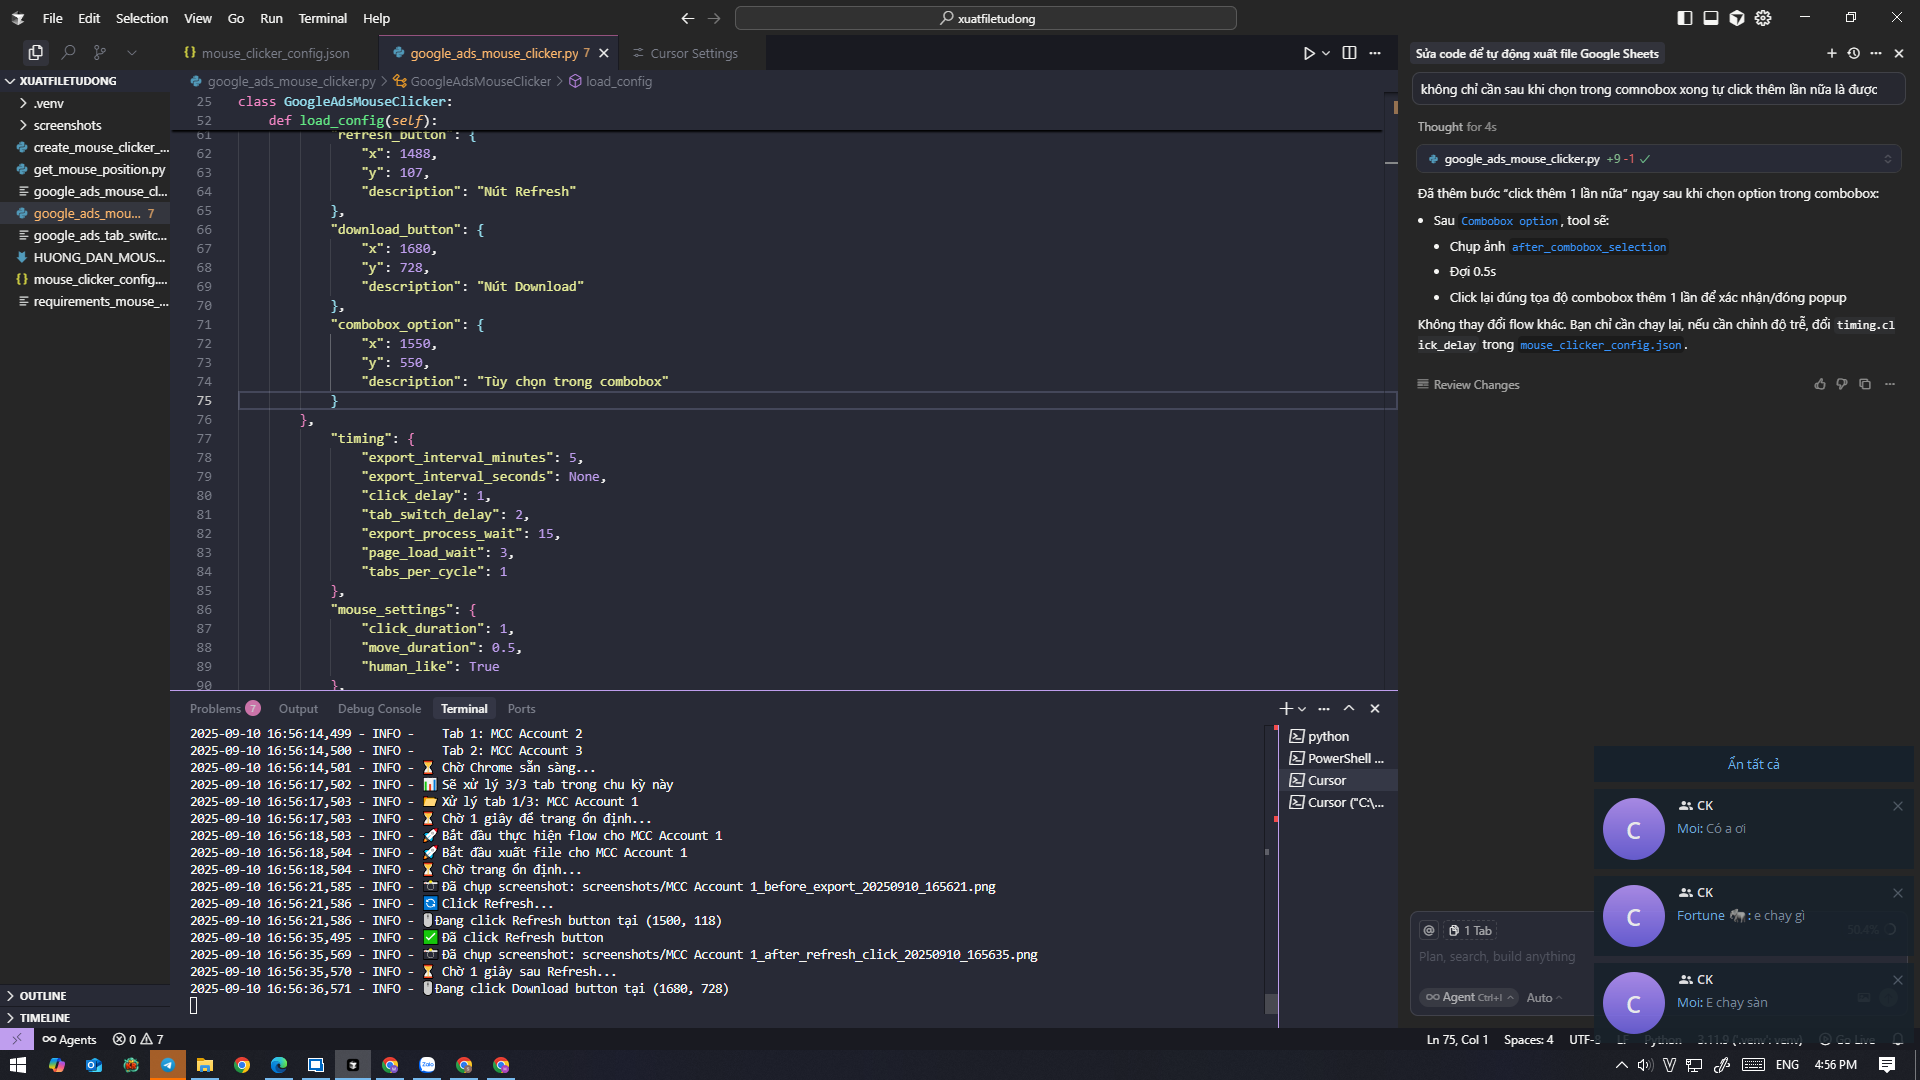 File Edit Selection View Go Run Terminal Help
xuatfiletudong
mouse_clicker_config.json
google_ads_mouse_clicker.py 7
Cursor Settings
XUATFILETUDONG
.venv
screenshots
create_mouse_clicker_...
get_mouse_position.py
google_ads_mouse_cl...
google_ads_mou... 7
google_ads_tab_switc...
HUONG_DAN_MOUS...
mouse_clicker_config....
requirements_mouse_...
OUTLINE
TIMELINE
google_ads_mouse_clicker.py > GoogleAdsMouseClicker > load_config
25 class GoogleAdsMouseClicker:
52 def load_config(self):
61 "refresh_button": {
62 "x": 1488,
63 "y": 107,
64 "description": "Nút Refresh"
65 },
66 "download_button": {
67 "x": 1680,
68 "y": 728,
69 "description": "Nút Download"
70 },
71 "combobox_option": {
72 "x": 1550,
73 "y": 550,
74 "description": "Tùy chọn trong combobox"
75 }
76 },
77 "timing": {
78 "export_interval_minutes": 5,
79 "export_interval_seconds": None,
80 "click_delay": 1,
81 "tab_switch_delay": 2,
82 "export_process_wait": 15,
83 "page_load_wait": 3,
84 "tabs_per_cycle": 1
85 },
86 "mouse_settings": {
87 "click_duration": 1,
88 "move_duration": 0.5,
89 "human_like": True
90 },
Problems 7 Output Debug Console Terminal Ports
2025-09-10 16:56:14,499 - INFO - Tab 1: MCC Account 2
2025-09-10 16:56:14,500 - INFO - Tab 2: MCC Account 3
2025-09-10 16:56:14,501 - INFO - ⏳ Chờ Chrome sẵn sàng...
2025-09-10 16:56:17,502 - INFO - 📊 Sẽ xử lý 3/3 tab trong chu kỳ này
2025-09-10 16:56:17,503 - INFO - 📂 Xử lý tab 1/3: MCC Account 1
2025-09-10 16:56:17,503 - INFO - ⏳ Chờ 1 giây để trang ổn định...
2025-09-10 16:56:18,503 - INFO - 🚀 Bắt đầu thực hiện flow cho MCC Account 1
2025-09-10 16:56:18,504 - INFO - 🚀 Bắt đầu xuất file cho MCC Account 1
2025-09-10 16:56:18,504 - INFO - ⏳ Chờ trang ổn định...
2025-09-10 16:56:21,585 - INFO - 📸 Đã chụp screenshot: screenshots/MCC Account 1_before_export_20250910_165621.png
2025-09-10 16:56:21,586 - INFO - 🔄 Click Refresh...
2025-09-10 16:56:21,586 - INFO - 🖱️ Đang click Refresh button tại (1500, 118)
2025-09-10 16:56:35,495 - INFO - ✅ Đã click Refresh button
2025-09-10 16:56:35,569 - INFO - 📸 Đã chụp screenshot: screenshots/MCC Account 1_after_refresh_click_20250910_165635.png
2025-09-10 16:56:35,570 - INFO - ⏳ Chờ 1 giây sau Refresh...
2025-09-10 16:56:36,571 - INFO - 🖱️ Đang click Download button tại (1680, 728)
python
PowerShell ...
Cursor
Cursor ("C:\...
Sửa code để tự động xuất file Google Sheets
không chỉ cần sau khi chọn trong comnobox xong tự click thêm lần nữa là được
Thought for 4s
google_ads_mouse_clicker.py +9 -1
Đã thêm bước “click thêm 1 lần nữa” ngay sau khi chọn option trong combobox:
Sau Combobox option, tool sẽ:
Chụp ảnh after_combobox_selection
Đợi 0.5s
Click lại đúng tọa độ combobox thêm 1 lần để xác nhận/đóng popup
Không thay đổi flow khác. Bạn chỉ cần chạy lại, nếu cần chỉnh độ trễ, đổi timing.cl
ick_delay trong mouse_clicker_config.json.
Review Changes
Ẩn tất cả
C
CK
Moi: Có a ơi
C
CK
Fortune 🐘: e chạy gì
50.4%
C
CK
Moi: E chạy sàn
@ 1 Tab
Plan, search, build anything
Agent Ctrl+I Auto
Agents 0 7
Ln 75, Col 1 Spaces: 4 UTF-8 LF Python 3.11.0 ('.venv': venv) Go Live
Zalo
ENG 4:56 PM